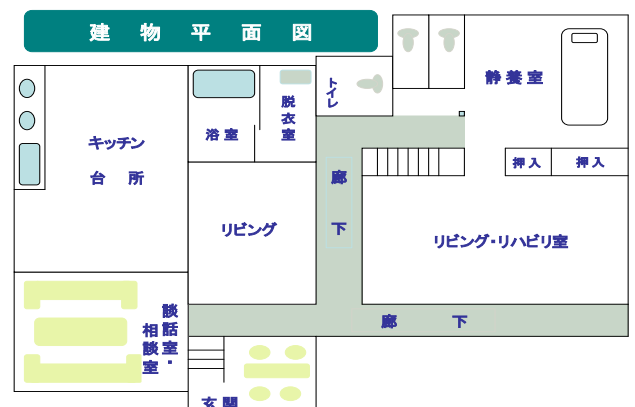 建物平面図
静養室
トイレ
脱衣室
浴室
キッチン
台所
押入
押入
廊下
リビング
リビング・リハビリ室
談話室・
相談室
廊下
玄関